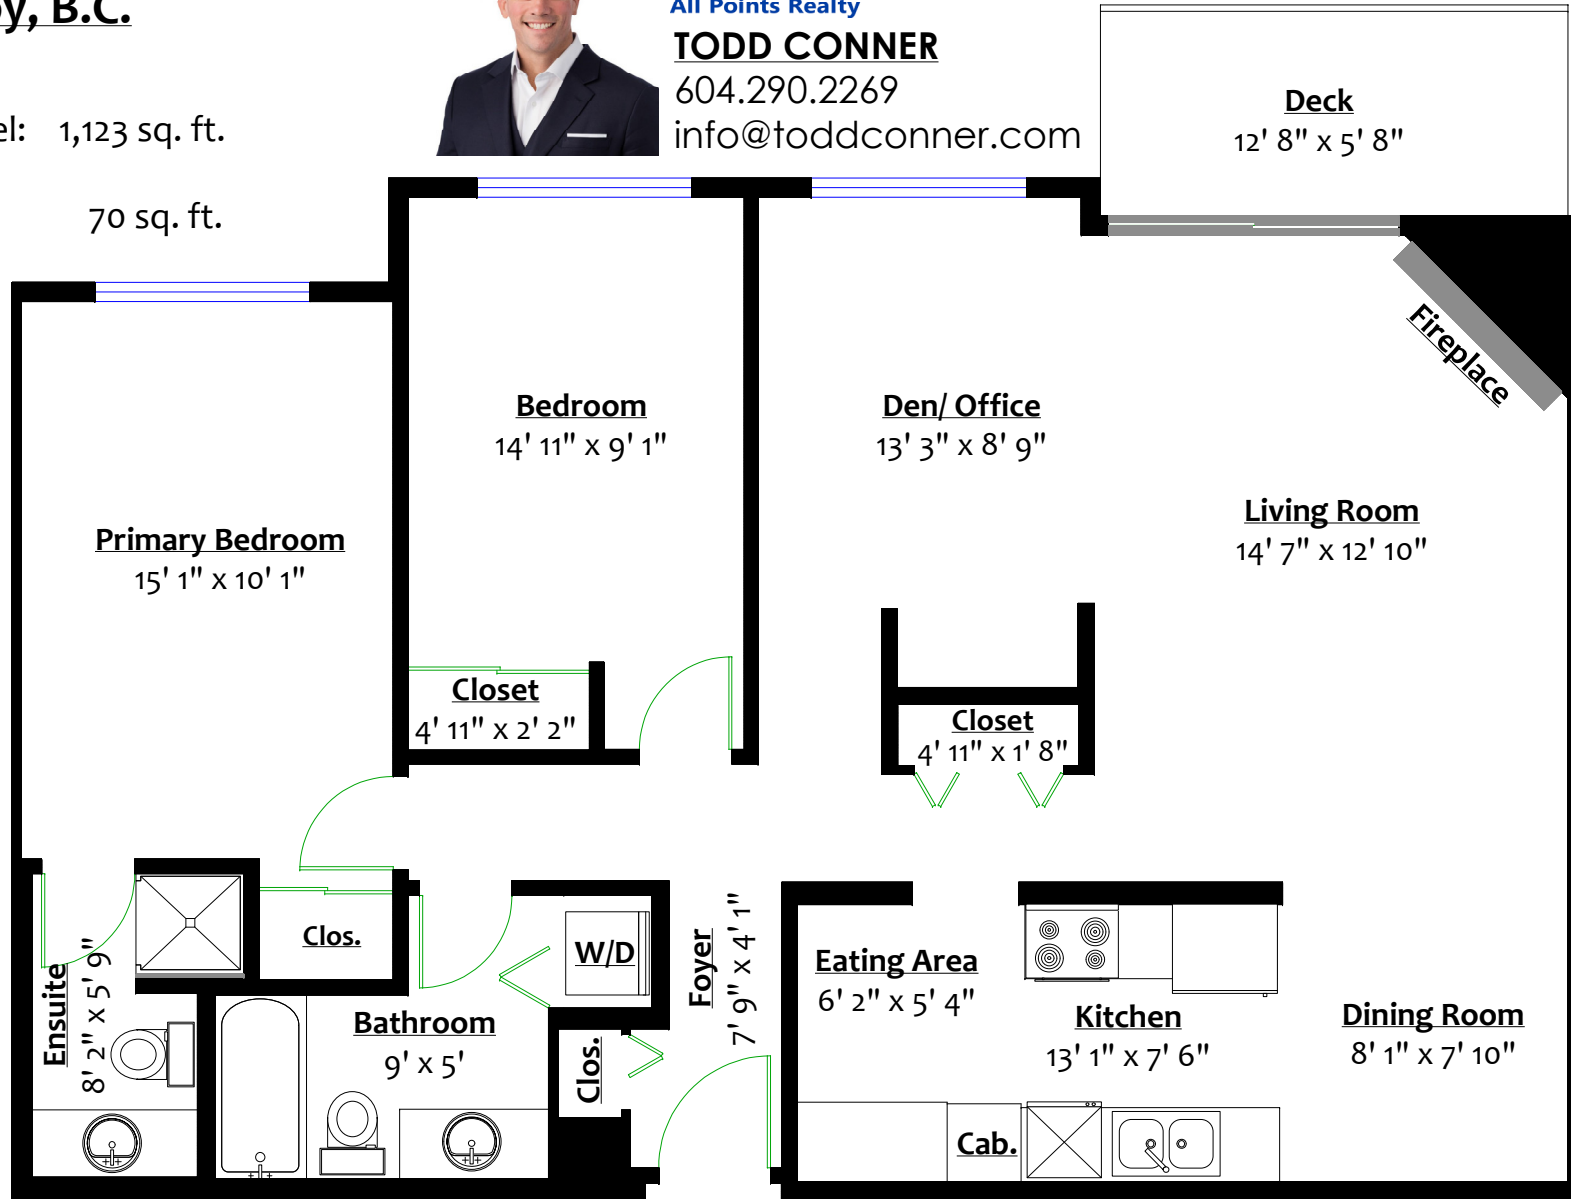 B.C.
All Points Realty
TODD CONNER
604.290.2269
info@toddconner.com
1,123 sq. ft.
70 sq. ft.
Deck
12' 8" x 5' 8"
Fireplace
Bedroom
14' 11" x 9' 1"
Den/ Office
13' 3" x 8' 9"
Living Room
14' 7" x 12' 10"
Primary Bedroom
15' 1" x 10' 1"
Closet
4' 11" x 2' 2"
Closet
4' 11" x 1' 8"
Clos.
W/D
Foyer
7' 9" x 4' 1"
Eating Area
6' 2" x 5' 4"
Ensuite
8' 2" x 5' 9"
Bathroom
9' x 5'
Clos.
Kitchen
13' 1" x 7' 6"
Dining Room
8' 1" x 7' 10"
Cab.